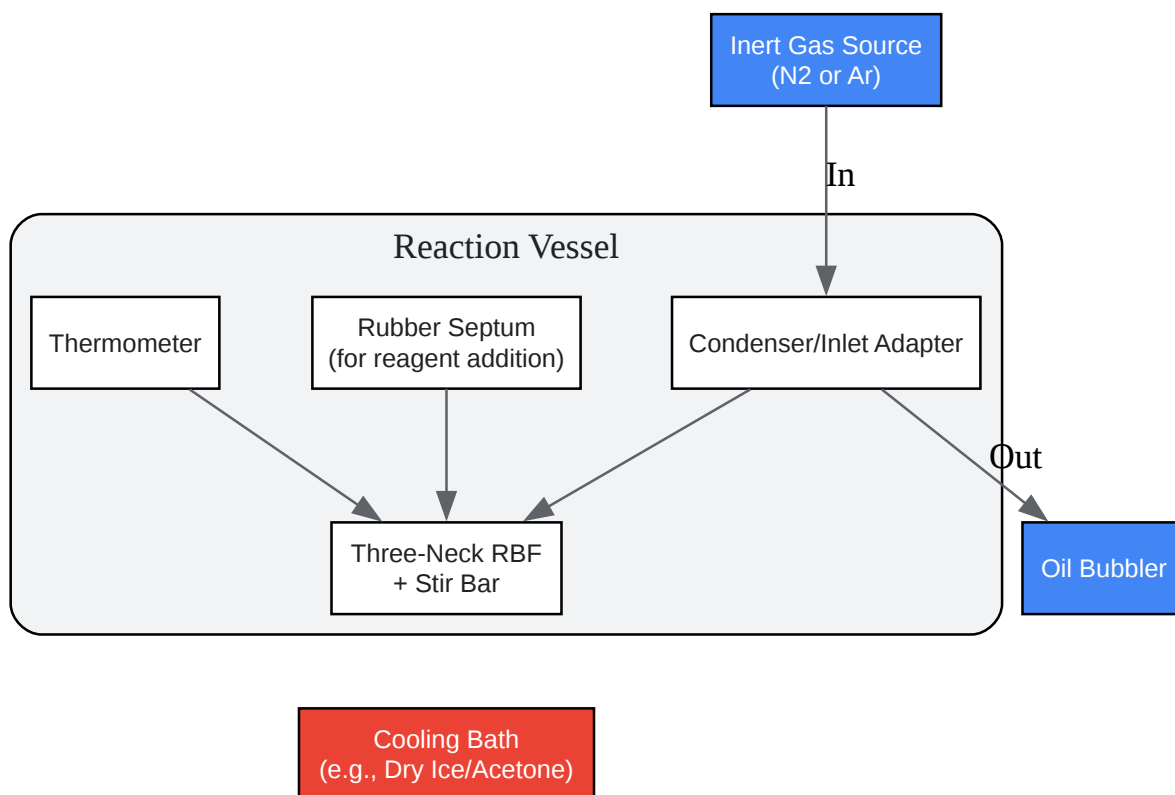 Inert Gas Source
(N2 or Ar)
In
Reaction Vessel
Thermometer
Rubber Septum
(for reagent addition)
Condenser/Inlet Adapter
Out
Three-Neck RBF
+ Stir Bar
Oil Bubbler
Cooling Bath
(e.g., Dry Ice/Acetone)